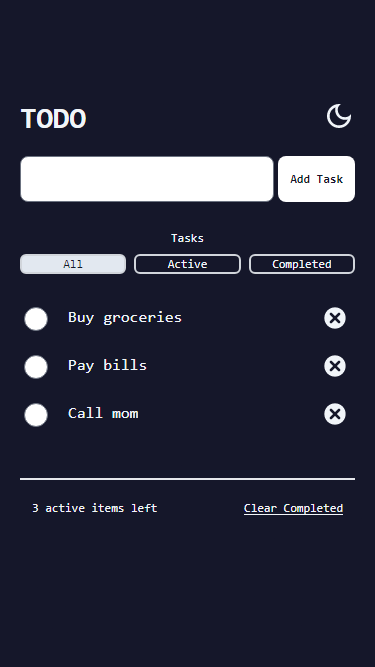 TODO
Add Task
Tasks
All Active Completed
Buy groceries
Pay bills
Call mom
3 active items left Clear Completed